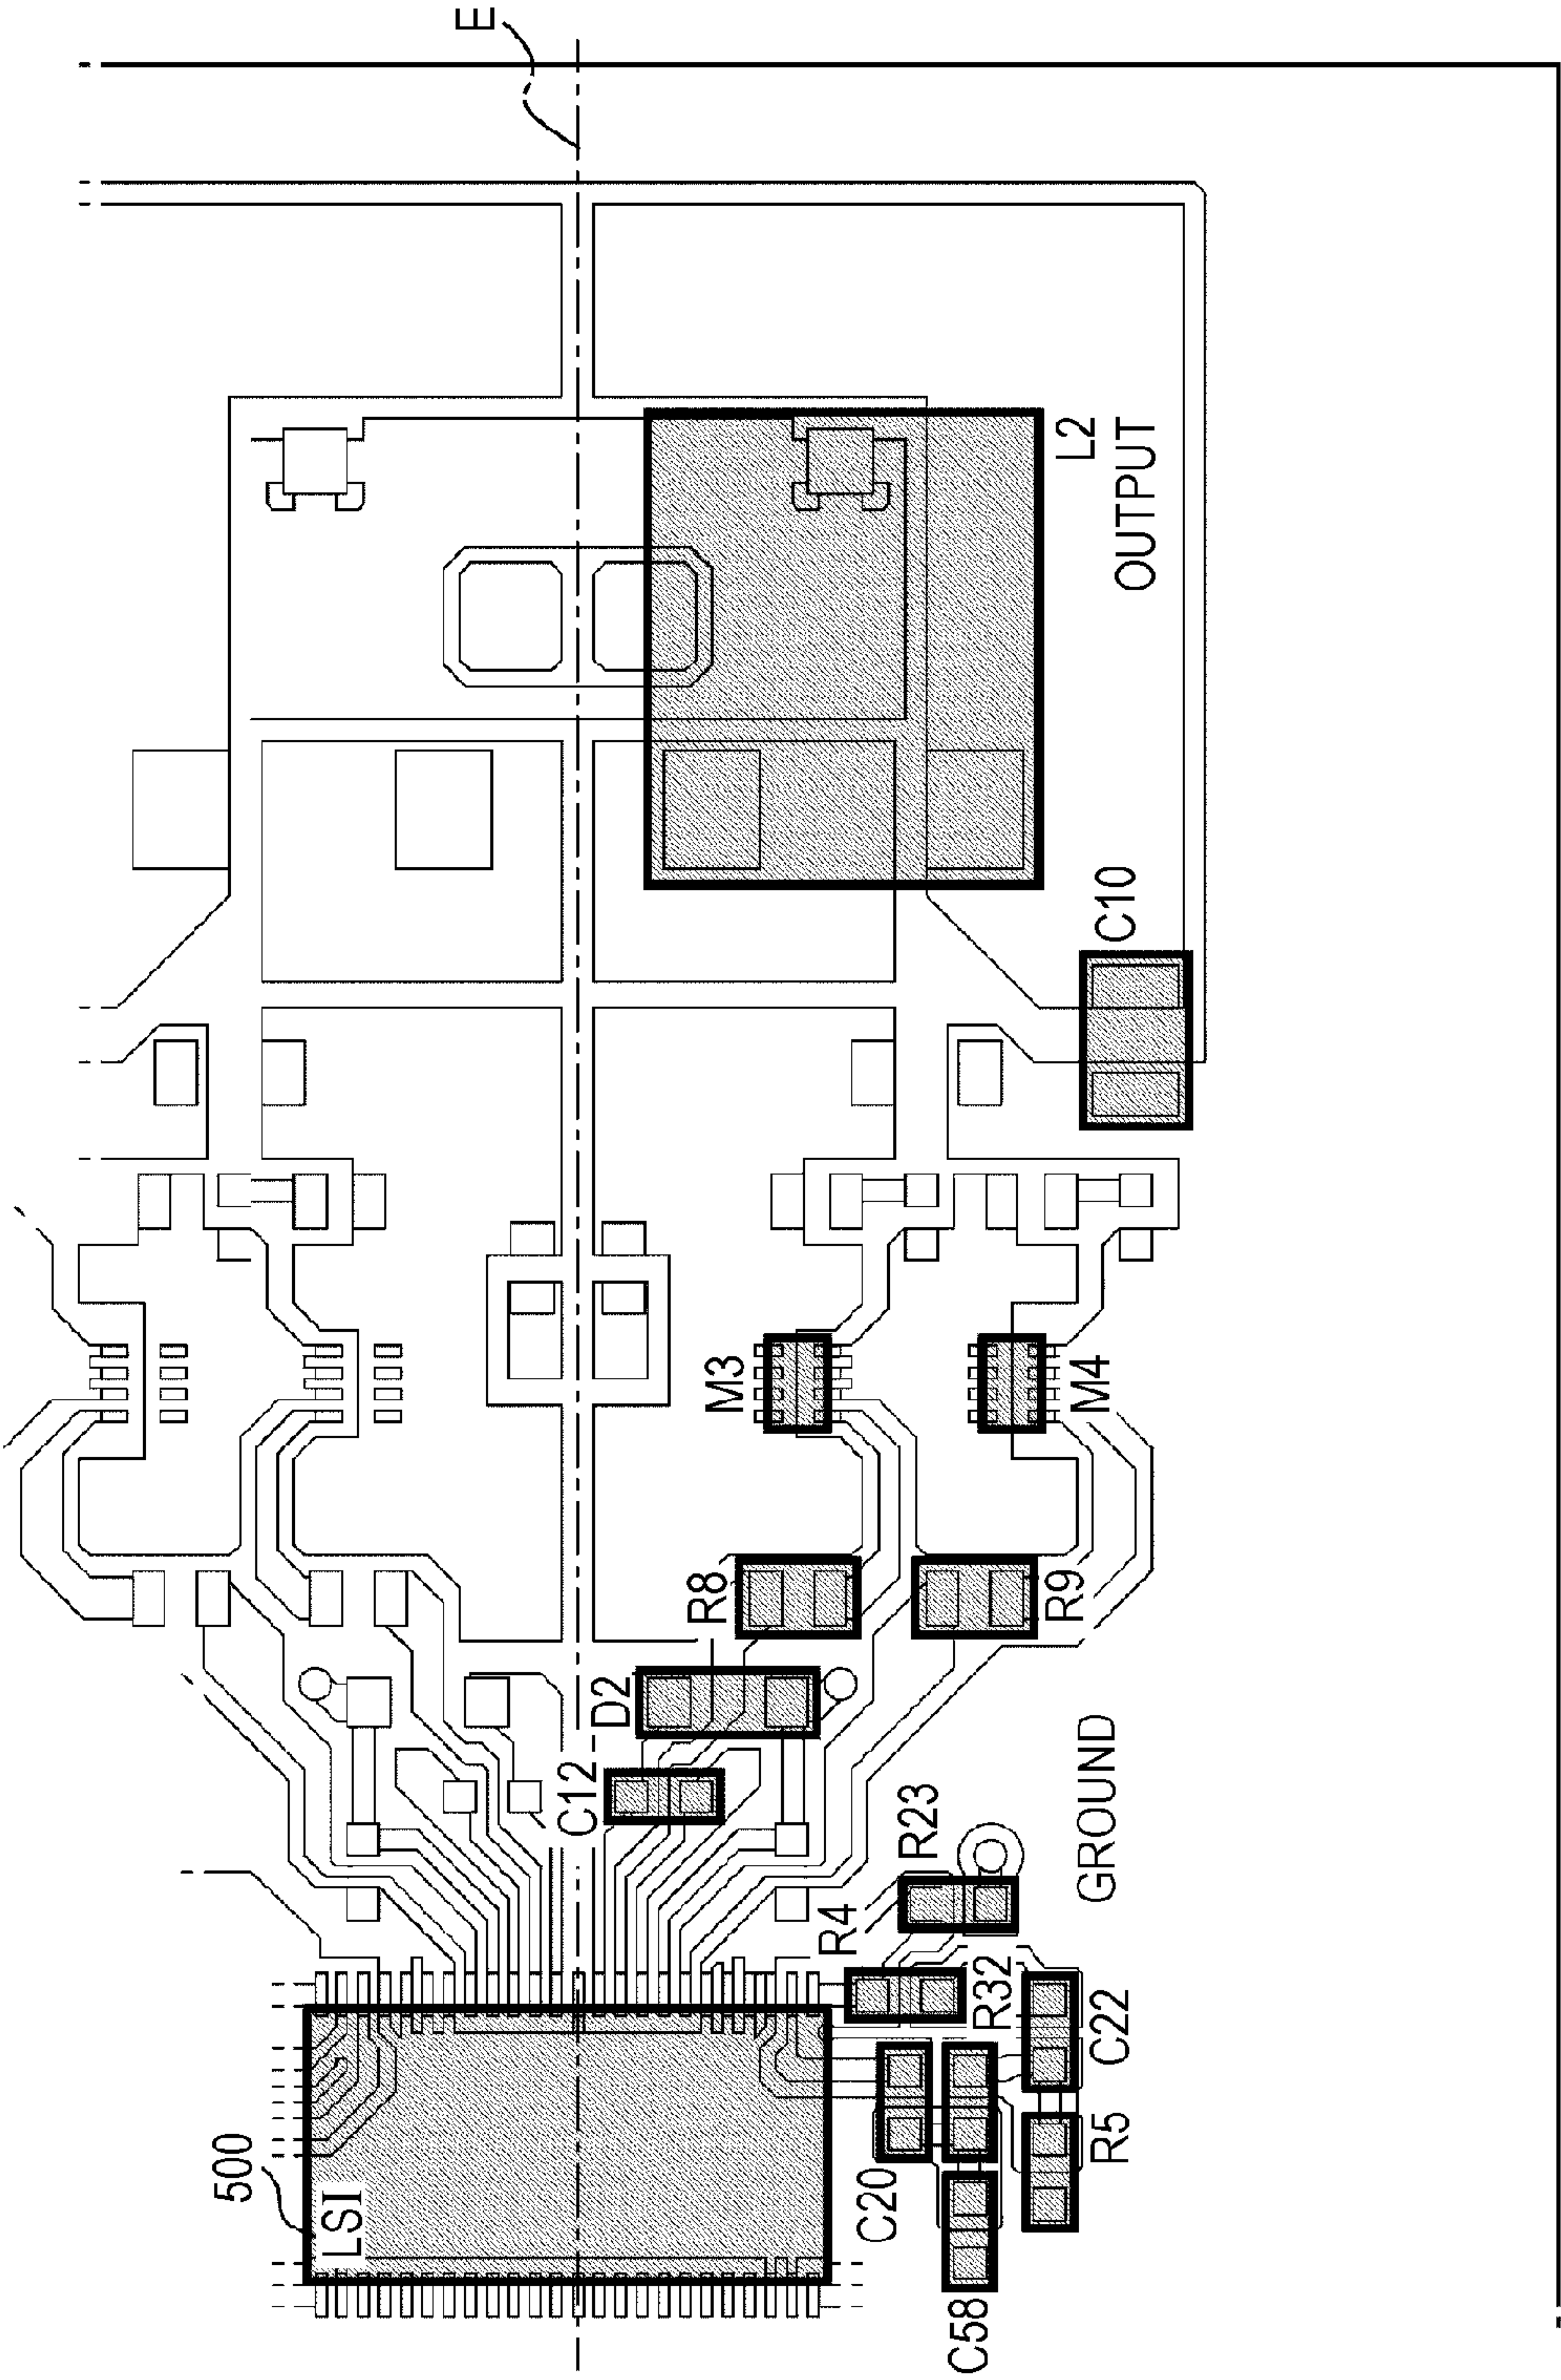 E
L2
OUTPUT
C10
M3
M4
R8
R9
D2
C12
R23
GROUND
R4
R32
C22
500
LSI
C20
R5
C58